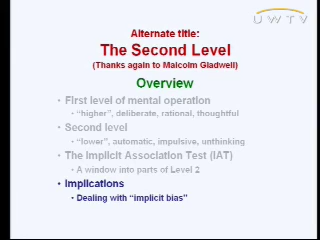 UWTV
Alternate title:
The Second Level
(Thanks again to Malcolm Gladwell)
Overview
• First level of mental operation
• "higher", deliberate, rational, thoughtful
• Second level
• "lower", automatic, impulsive, unthinking
• The Implicit Association Test (IAT)
• A window into parts of Level 2
• Implications
• Dealing with "implicit bias"